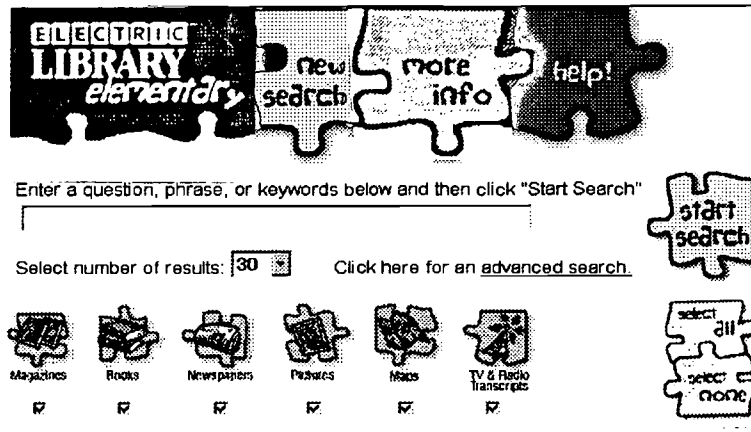 ELECTRIC
LIBRARY
elementary
new
search
more
info
help!
Enter a question, phrase, or keywords below and then click "Start Search"
start
search
Select number of results: 30
Click here for an advanced search.
select
all
select
none
Magazines
Books
Newspapers
Pictures
Maps
TV & Radio
Transcripts